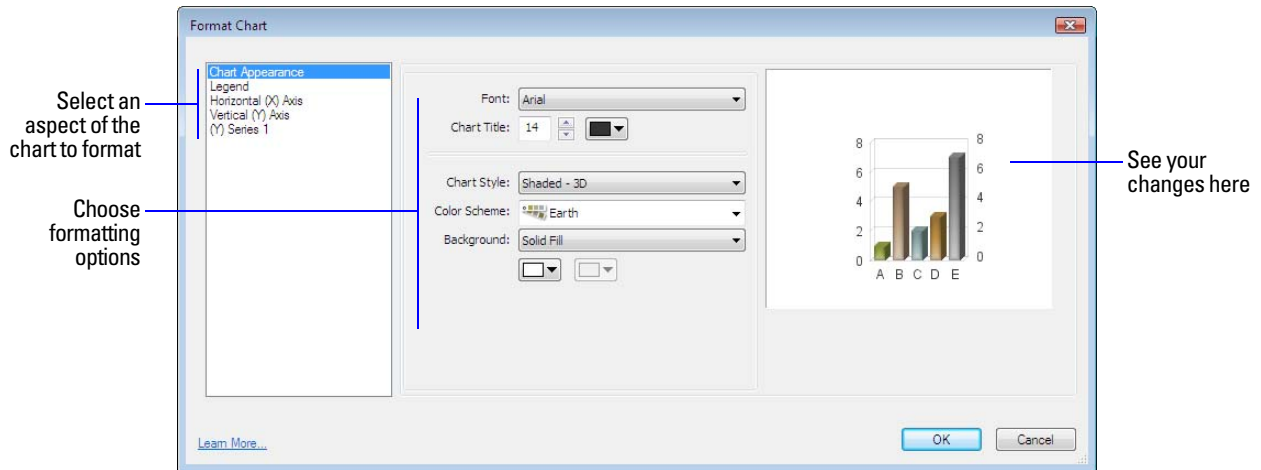 Format Chart
Select an
aspect of the
chart to format
Choose
formatting
options
Chart Appearance
Legend
Horizontal (X) Axis
Vertical (Y) Axis
(Y) Series 1
Font: Arial
Chart Title: 14
Chart Style: Shaded - 3D
Color Scheme: Earth
Background: Solid Fill
8 8
6 6
4 4
2 2
0 0
A B C D E
See your
changes here
Learn More...
OK Cancel